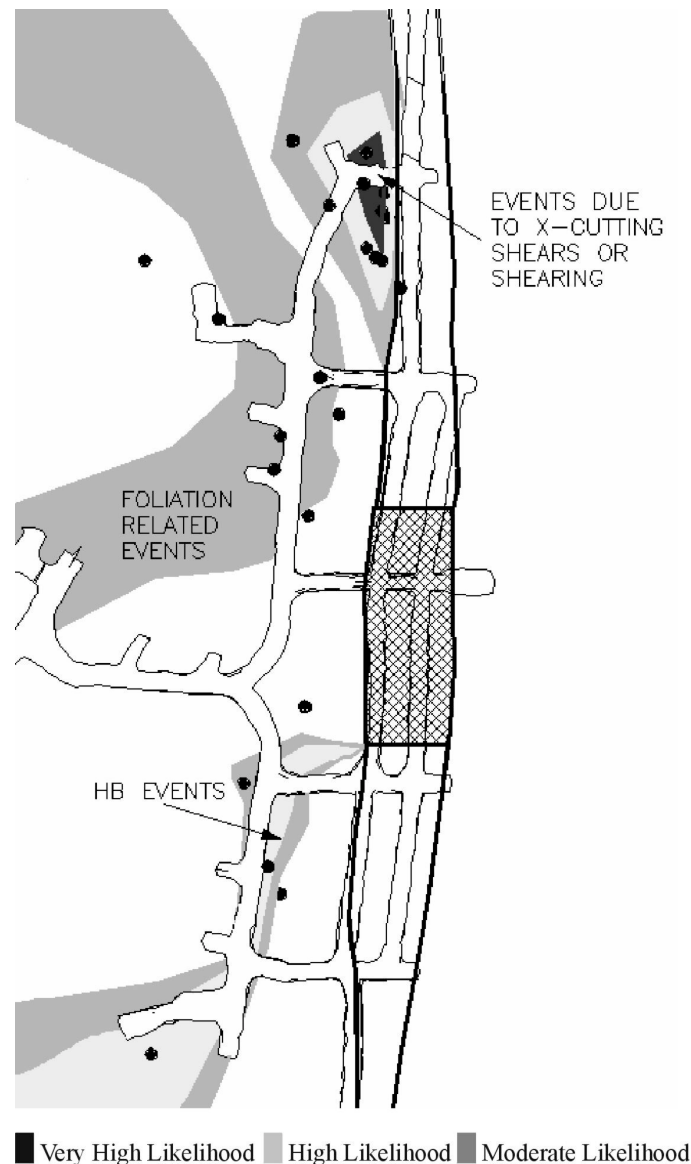 EVENTS DUE
TO X-CUTTING
SHEARS OR
SHEARING
FOLIATION
RELATED
EVENTS
HB EVENTS
Very High Likelihood High Likelihood Moderate Likelihood